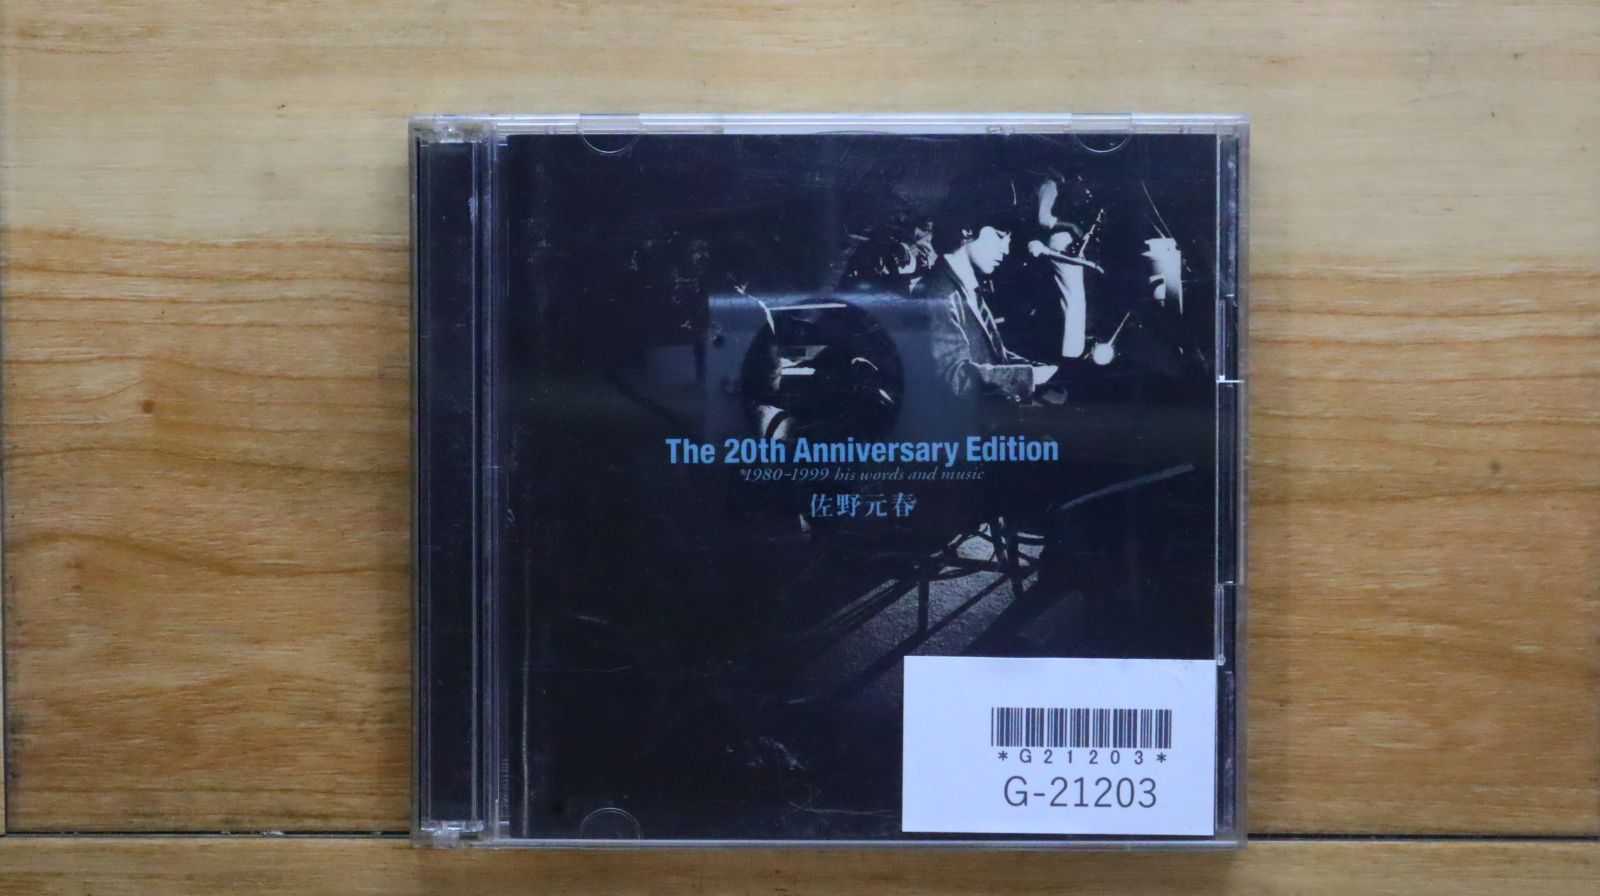 The 20th Anniversary Edition
1980-1999 his words and music
佐野元春
*G21203*
G-21203